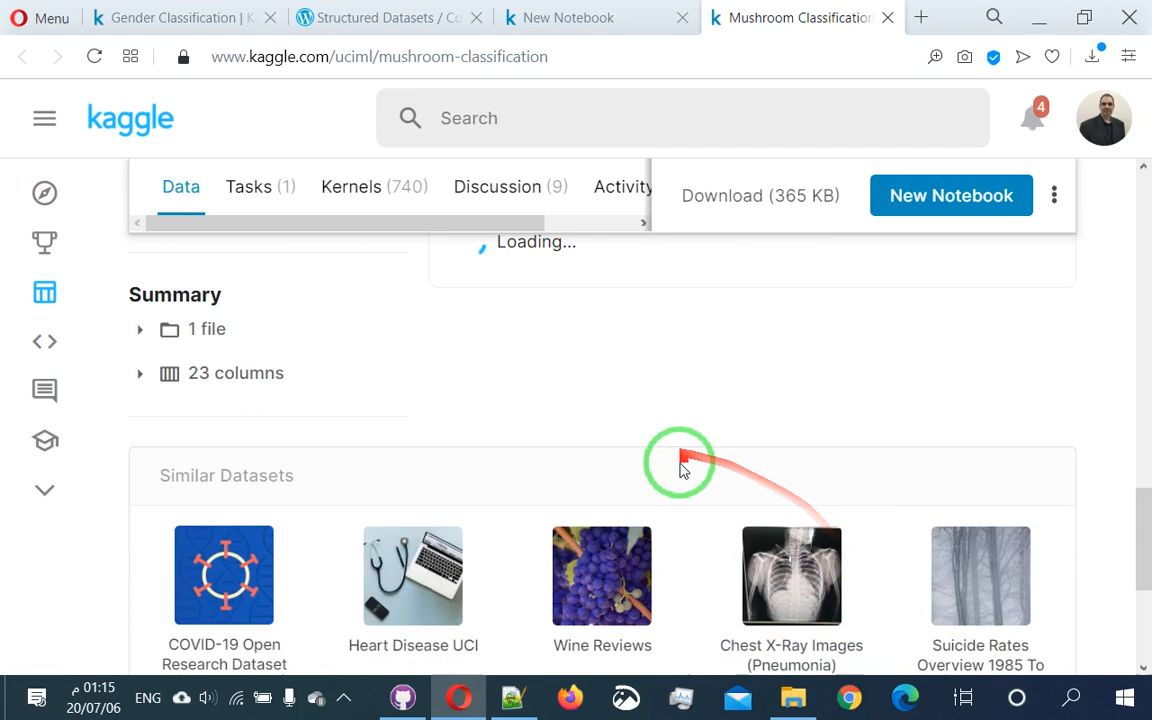 Menu
Gender Classification | K
Structured Datasets / Co
New Notebook
Mushroom Classification
www.kaggle.com/uciml/mushroom-classification
kaggle
Search
4
Data
Tasks (1)
Kernels (740)
Discussion (9)
Activity
Download (365 KB)
New Notebook
Loading...
Summary
1 file
23 columns
Similar Datasets
COVID-19 Open
Research Dataset
Heart Disease UCI
Wine Reviews
Chest X-Ray Images
(Pneumonia)
Suicide Rates
Overview 1985 To
01:15 م
20/07/06
ENG